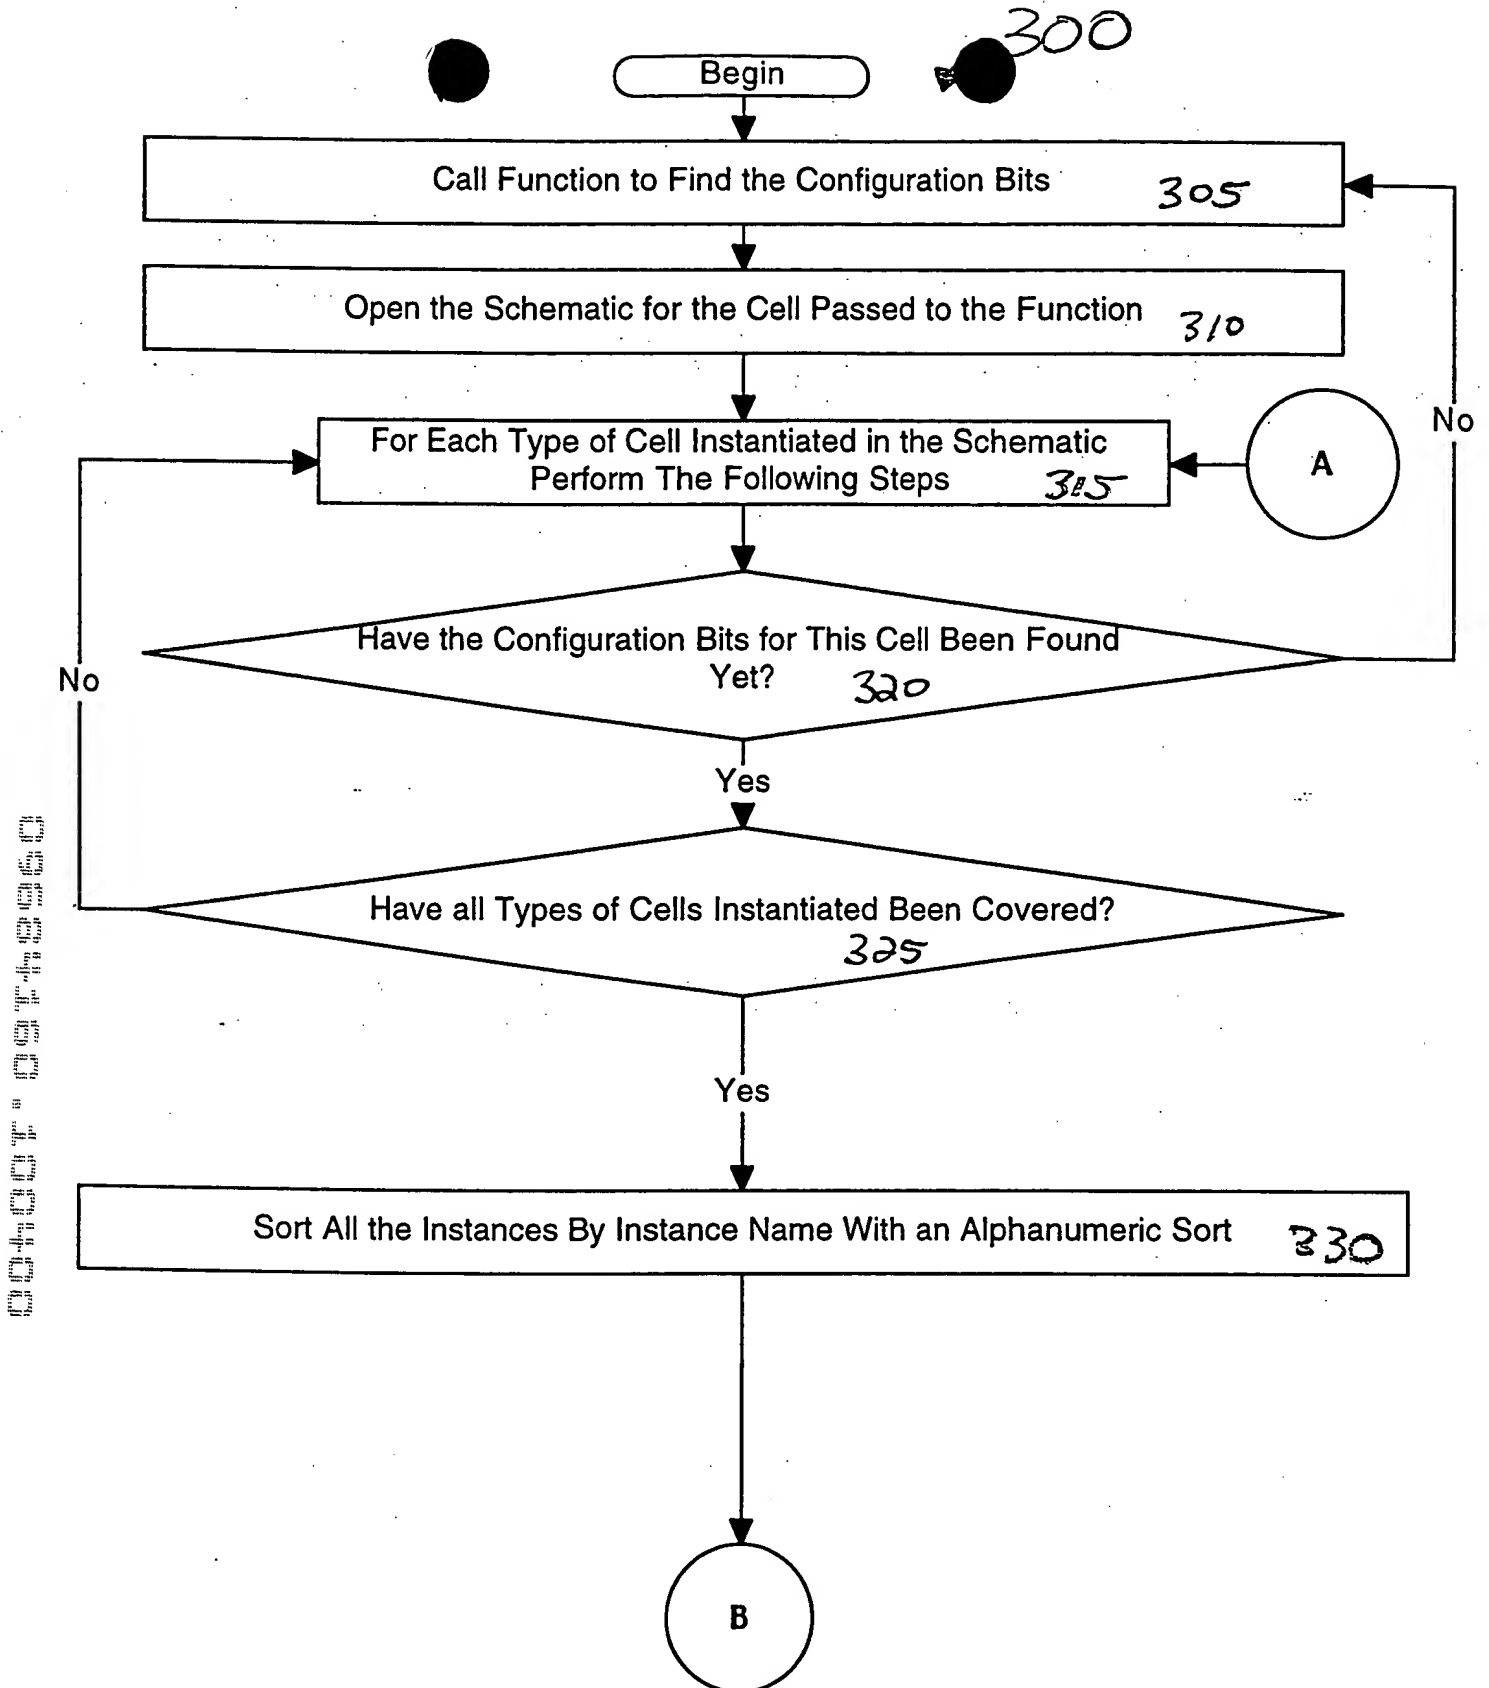 300
Begin
Call Function to Find the Configuration Bits 305
Open the Schematic for the Cell Passed to the Function 310
For Each Type of Cell Instantiated in the Schematic
Perform The Following Steps 315
A
No
Have the Configuration Bits for This Cell Been Found
Yet? 320
No
Yes
Have all Types of Cells Instantiated Been Covered?
325
Yes
Sort All the Instances By Instance Name With an Alphanumeric Sort 330
B
09684160.100400